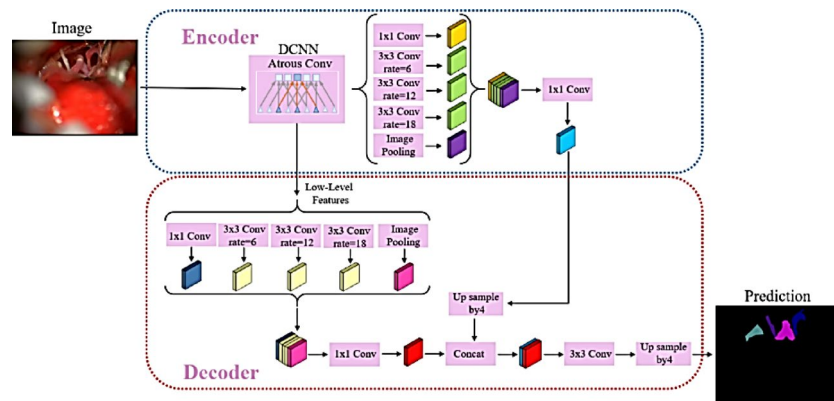 Image
Encoder
DCNN
Atrous Conv
1x1 Conv
3x3 Conv
rate=6
3x3 Conv
rate=12
3x3 Conv
rate=18
Image
Pooling
1x1 Conv
Low-Level
Features
1x1 Conv
3x3 Conv
rate=6
3x3 Conv
rate=12
3x3 Conv
rate=18
Image
Pooling
Up sample
by4
1x1 Conv
Concat
3x3 Conv
Up sample
by4
Prediction
Decoder